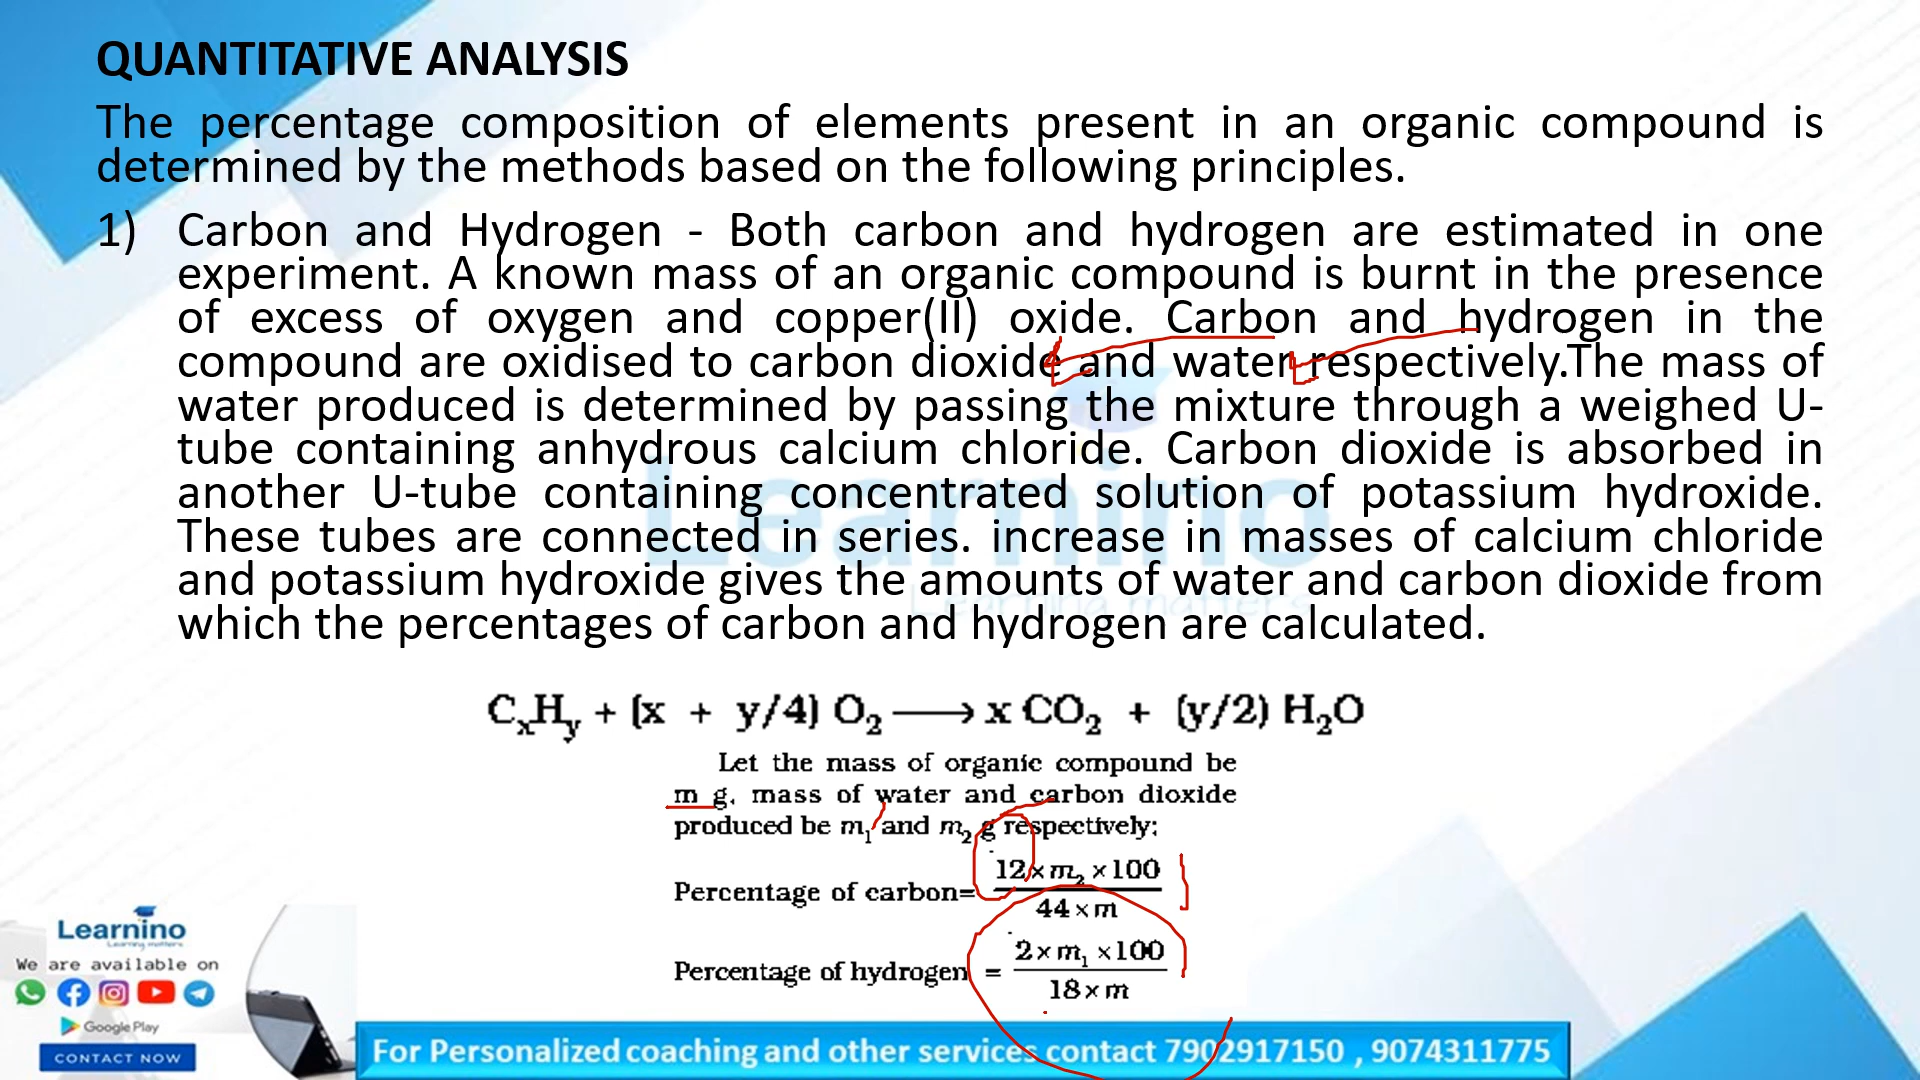 QUANTITATIVE ANALYSIS
The percentage composition of elements present in an organic compound is
determined by the methods based on the following principles.
1) Carbon and Hydrogen - Both carbon and hydrogen are estimated in one
experiment. A known mass of an organic compound is burnt in the presence
of excess of oxygen and copper(II) oxide. Carbon and hydrogen in the
compound are oxidised to carbon dioxide and water respectively.The mass of
water produced is determined by passing the mixture through a weighed U-
tube containing anhydrous calcium chloride. Carbon dioxide is absorbed in
another U-tube containing concentrated solution of potassium hydroxide.
These tubes are connected in series. increase in masses of calcium chloride
and potassium hydroxide gives the amounts of water and carbon dioxide from
which the percentages of carbon and hydrogen are calculated.
Learnino
Learning matters
CₓHᵧ + (x + y/4) O₂ ⟶ x CO₂ + (y/2) H₂O
Let the mass of organic compound be
m g. mass of water and carbon dioxide
produced be m₁ and m₂ g respectively;
Percentage of carbon= 12×m₂ ×100
44×m
Percentage of hydrogen = 2×m₁ ×100
18×m
Learnino
Learning matters
We are available on
Google Play
CONTACT NOW
For Personalized coaching and other services contact 7902917150 , 9074311775